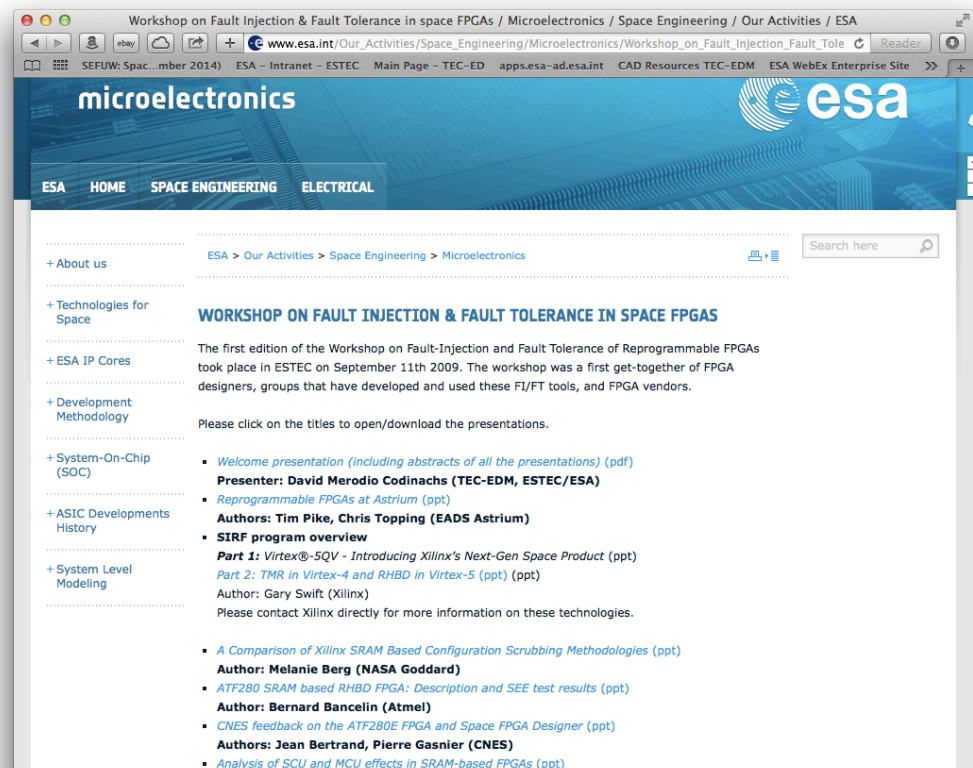 Workshop on Fault Injection & Fault Tolerance in space FPGAs / Microelectronics / Space Engineering / Our Activities / ESA
ebay
www.esa.int/Our_Activities/Space_Engineering/Microelectronics/Workshop_on_Fault_Injection_Fault_Tole
Reader
SEFUW: Spac...mber 2014)
ESA - Intranet - ESTEC
Main Page - TEC-ED
apps.esa-ad.esa.int
CAD Resources TEC-EDM
ESA WebEx Enterprise Site
microelectronics
esa
ESA
HOME
SPACE ENGINEERING
ELECTRICAL
+ About us
+ Technologies for
Space
+ ESA IP Cores
+ Development
Methodology
+ System-On-Chip
(SOC)
+ ASIC Developments
History
+ System Level
Modeling
ESA > Our Activities > Space Engineering > Microelectronics
Search here
WORKSHOP ON FAULT INJECTION & FAULT TOLERANCE IN SPACE FPGAS
The first edition of the Workshop on Fault-Injection and Fault Tolerance of Reprogrammable FPGAs
took place in ESTEC on September 11th 2009. The workshop was a first get-together of FPGA
designers, groups that have developed and used these FI/FT tools, and FPGA vendors.
Please click on the titles to open/download the presentations.
Welcome presentation (including abstracts of all the presentations) (pdf)
Presenter: David Merodio Codinachs (TEC-EDM, ESTEC/ESA)
Reprogrammable FPGAs at Astrium (ppt)
Authors: Tim Pike, Chris Topping (EADS Astrium)
SIRF program overview
Part 1: Virtex®-5QV - Introducing Xilinx's Next-Gen Space Product (ppt)
Part 2: TMR in Virtex-4 and RHBD in Virtex-5 (ppt) (ppt)
Author: Gary Swift (Xilinx)
Please contact Xilinx directly for more information on these technologies.
A Comparison of Xilinx SRAM Based Configuration Scrubbing Methodologies (ppt)
Author: Melanie Berg (NASA Goddard)
ATF280 SRAM based RHBD FPGA: Description and SEE test results (ppt)
Author: Bernard Bancelin (Atmel)
CNES feedback on the ATF280E FPGA and Space FPGA Designer (ppt)
Authors: Jean Bertrand, Pierre Gasnier (CNES)
Analysis of SCU and MCU effects in SRAM-based FPGAs (ppt)